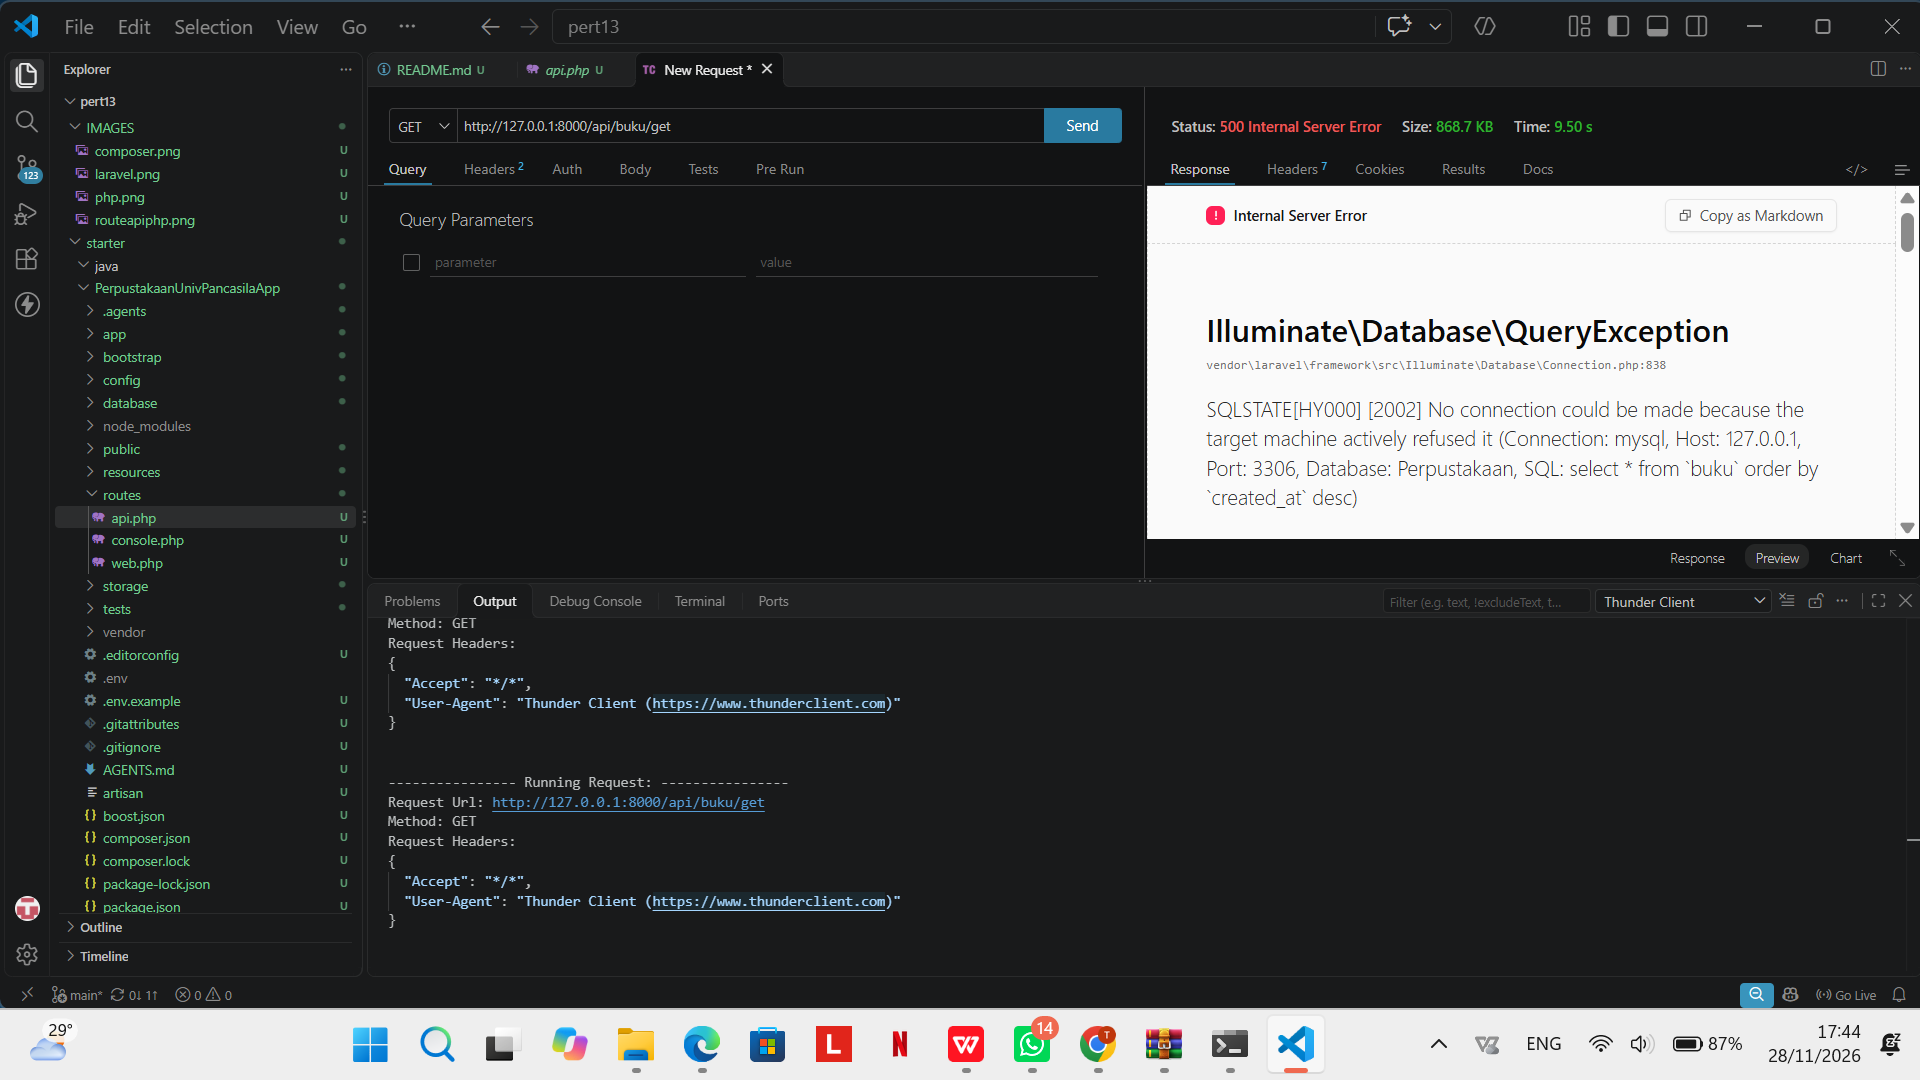 File Edit Selection View Go ··· pert13
Explorer ···
pert13
IMAGES
composer.png U
laravel.png U
php.png U
routeapiphp.png U
starter
java
PerpustakaanUnivPancasilaApp
.agents
app
bootstrap
config
database
node_modules
public
resources
routes
api.php U
console.php U
web.php U
storage
tests
vendor
.editorconfig U
.env
.env.example U
.gitattributes U
.gitignore U
AGENTS.md U
artisan U
boost.json U
composer.json U
composer.lock U
package-lock.json U
package.json U
Outline
Timeline
123
README.md U api.php U TC New Request *
GET http://127.0.0.1:8000/api/buku/get Send
Query Headers 2 Auth Body Tests Pre Run
Query Parameters
parameter value
Status: 500 Internal Server Error Size: 868.7 KB Time: 9.50 s
Response Headers 7 Cookies Results Docs </>
! Internal Server Error Copy as Markdown
Illuminate\Database\QueryException
vendor\laravel\framework\src\Illuminate\Database\Connection.php:838
SQLSTATE[HY000] [2002] No connection could be made because the
target machine actively refused it (Connection: mysql, Host: 127.0.0.1,
Port: 3306, Database: Perpustakaan, SQL: select * from `buku` order by
`created_at` desc)
Response Preview Chart
Problems Output Debug Console Terminal Ports Filter (e.g. text, !excludeText, t... Thunder Client
Method: GET
Request Headers:
{
"Accept": "*/*",
"User-Agent": "Thunder Client (https://www.thunderclient.com)"
}
---------------- Running Request: ----------------
Request Url: http://127.0.0.1:8000/api/buku/get
Method: GET
Request Headers:
{
"Accept": "*/*",
"User-Agent": "Thunder Client (https://www.thunderclient.com)"
}
main* 0↓ 1↑ 0 0 Go Live
29° L N W 14 T ENG 87% 17:44
28/11/2026